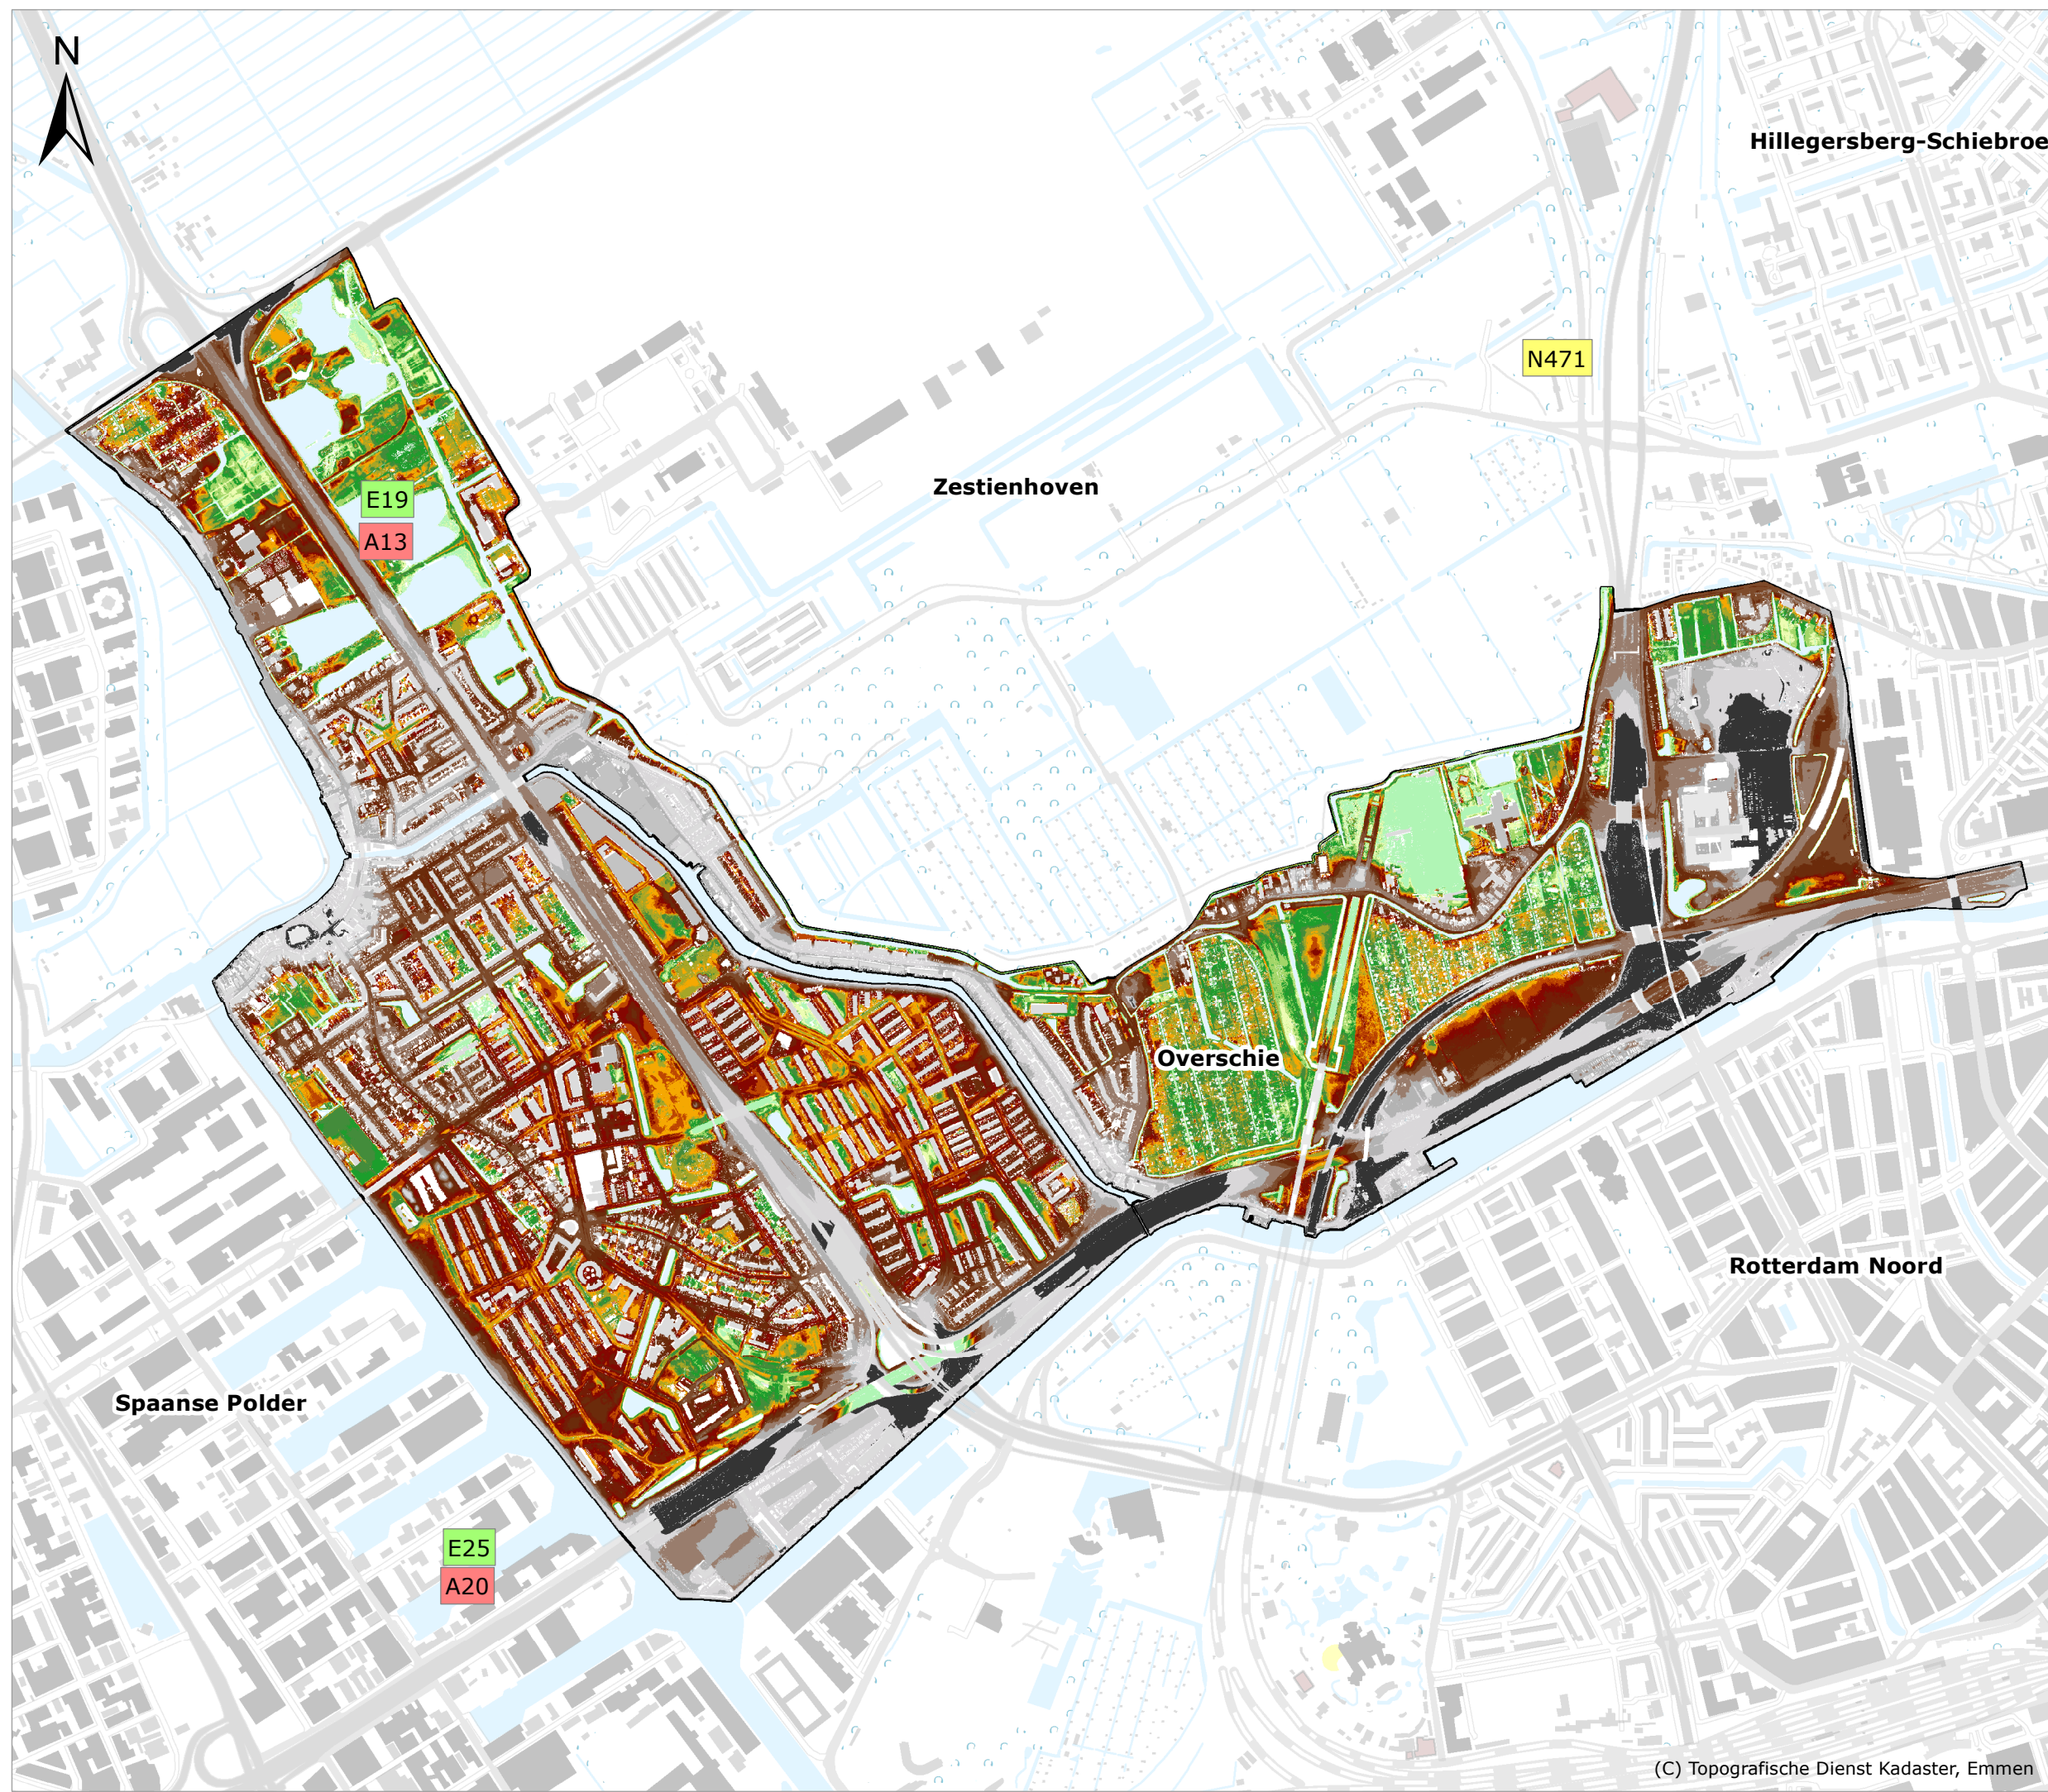 N
Hillegersberg-Schiebroe
N471
Zestienhoven
E19
A13
Overschie
Rotterdam Noord
Spaanse Polder
E25
A20
(C) Topografische Dienst Kadaster, Emmen